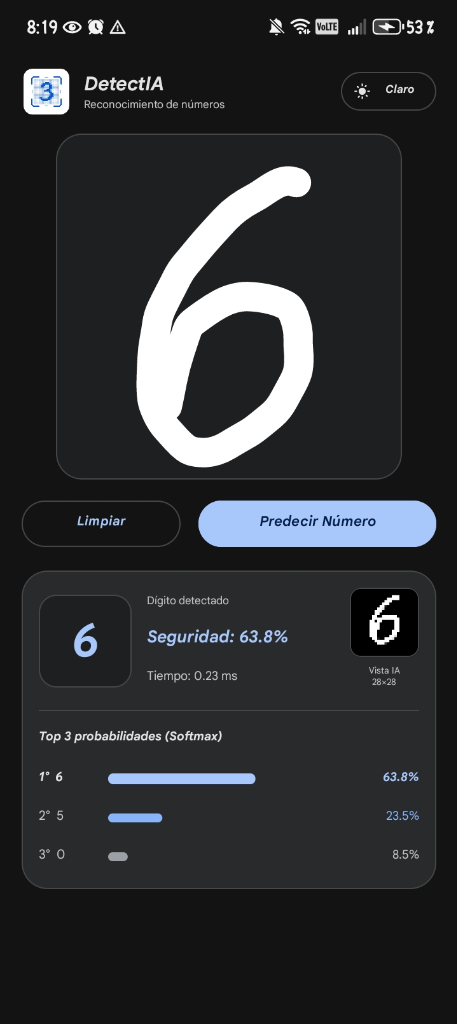 8:19 VoLTE 53 %
3
DetectIA
Reconocimiento de números
Claro
6
Limpiar
Predecir Número
6
Dígito detectado
Seguridad: 63.8%
Tiempo: 0.23 ms
6
Vista IA
28×28
Top 3 probabilidades (Softmax)
1° 6 63.8%
2° 5 23.5%
3° 0 8.5%